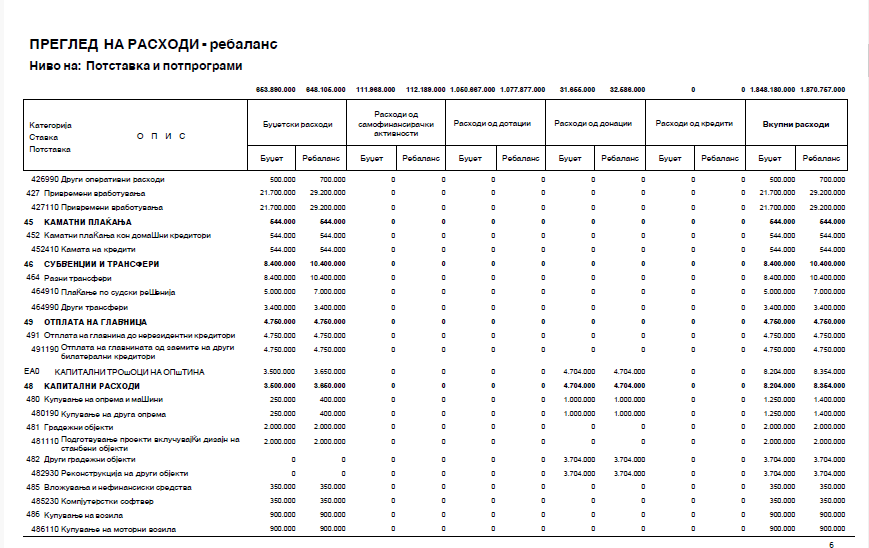 ПРЕГЛЕД НА РАСХОДИ - ребаланс
Ниво на: Потставка и потпрограми
653.890.000 648.105.000 111.968.000 112.189.000 1.050.667.000 1.077.877.000 31.655.000 32.586.000 0 0 1.848.180.000 1.870.757.000
Категорија
Ставка
Потставка
О П И С
Буџетски расходи
Расходи од самофинансирачки активности
Расходи од дотации
Расходи од донации
Расходи од кредити
Вкупни расходи
Буџет Ребаланс Буџет Ребаланс Буџет Ребаланс Буџет Ребаланс Буџет Ребаланс Буџет Ребаланс
426990 Други оперативни расходи 500.000 700.000 0 0 0 0 0 0 0 0 500.000 700.000
427 Привремени вработувања 21.700.000 29.200.000 0 0 0 0 0 0 0 0 21.700.000 29.200.000
427110 Привремени вработувања 21.700.000 29.200.000 0 0 0 0 0 0 0 0 21.700.000 29.200.000
45 КАМАТНИ ПЛАЌАЊА 544.000 544.000 0 0 0 0 0 0 0 0 544.000 544.000
452 Каматни плаЌања кон домаШни кредитори 544.000 544.000 0 0 0 0 0 0 0 0 544.000 544.000
452410 Камата на кредити 544.000 544.000 0 0 0 0 0 0 0 0 544.000 544.000
46 СУБВЕНЦИИ И ТРАНСФЕРИ 8.400.000 10.400.000 0 0 0 0 0 0 0 0 8.400.000 10.400.000
464 Разни трансфери 8.400.000 10.400.000 0 0 0 0 0 0 0 0 8.400.000 10.400.000
464910 ПлаЌање по судски реШенија 5.000.000 7.000.000 0 0 0 0 0 0 0 0 5.000.000 7.000.000
464990 Други трансфери 3.400.000 3.400.000 0 0 0 0 0 0 0 0 3.400.000 3.400.000
49 ОТПЛАТА НА ГЛАВНИЦА 4.750.000 4.750.000 0 0 0 0 0 0 0 0 4.750.000 4.750.000
491 Отплата на главнина до нерезидентни кредитори 4.750.000 4.750.000 0 0 0 0 0 0 0 0 4.750.000 4.750.000
491190 Отплата на главнината од заемите на други 4.750.000 4.750.000 0 0 0 0 0 0 0 0 4.750.000 4.750.000
билатерални кредитори
ЕА0 КАПИТАЛНИ ТРОшОЦИ НА ОПшТИНА 3.500.000 3.650.000 0 0 0 0 4.704.000 4.704.000 0 0 8.204.000 8.354.000
48 КАПИТАЛНИ РАСХОДИ 3.500.000 3.650.000 0 0 0 0 4.704.000 4.704.000 0 0 8.204.000 8.354.000
480 Купување на опрема и маШини 250.000 400.000 0 0 0 0 1.000.000 1.000.000 0 0 1.250.000 1.400.000
480190 Купување на друга опрема 250.000 400.000 0 0 0 0 1.000.000 1.000.000 0 0 1.250.000 1.400.000
481 Градежни објекти 2.000.000 2.000.000 0 0 0 0 0 0 0 0 2.000.000 2.000.000
481110 Подготвување проекти вклучувајЌи дизајн на 2.000.000 2.000.000 0 0 0 0 0 0 0 0 2.000.000 2.000.000
станбени објекти
482 Други градежни објекти 0 0 0 0 0 0 3.704.000 3.704.000 0 0 3.704.000 3.704.000
482930 Реконструкција на други објекти 0 0 0 0 0 0 3.704.000 3.704.000 0 0 3.704.000 3.704.000
485 Вложувања и нефинансиски средства 350.000 350.000 0 0 0 0 0 0 0 0 350.000 350.000
485230 Компјутерстки софтвер 350.000 350.000 0 0 0 0 0 0 0 0 350.000 350.000
486 Купување на возила 900.000 900.000 0 0 0 0 0 0 0 0 900.000 900.000
486110 Купување на моторни возила 900.000 900.000 0 0 0 0 0 0 0 0 900.000 900.000
6